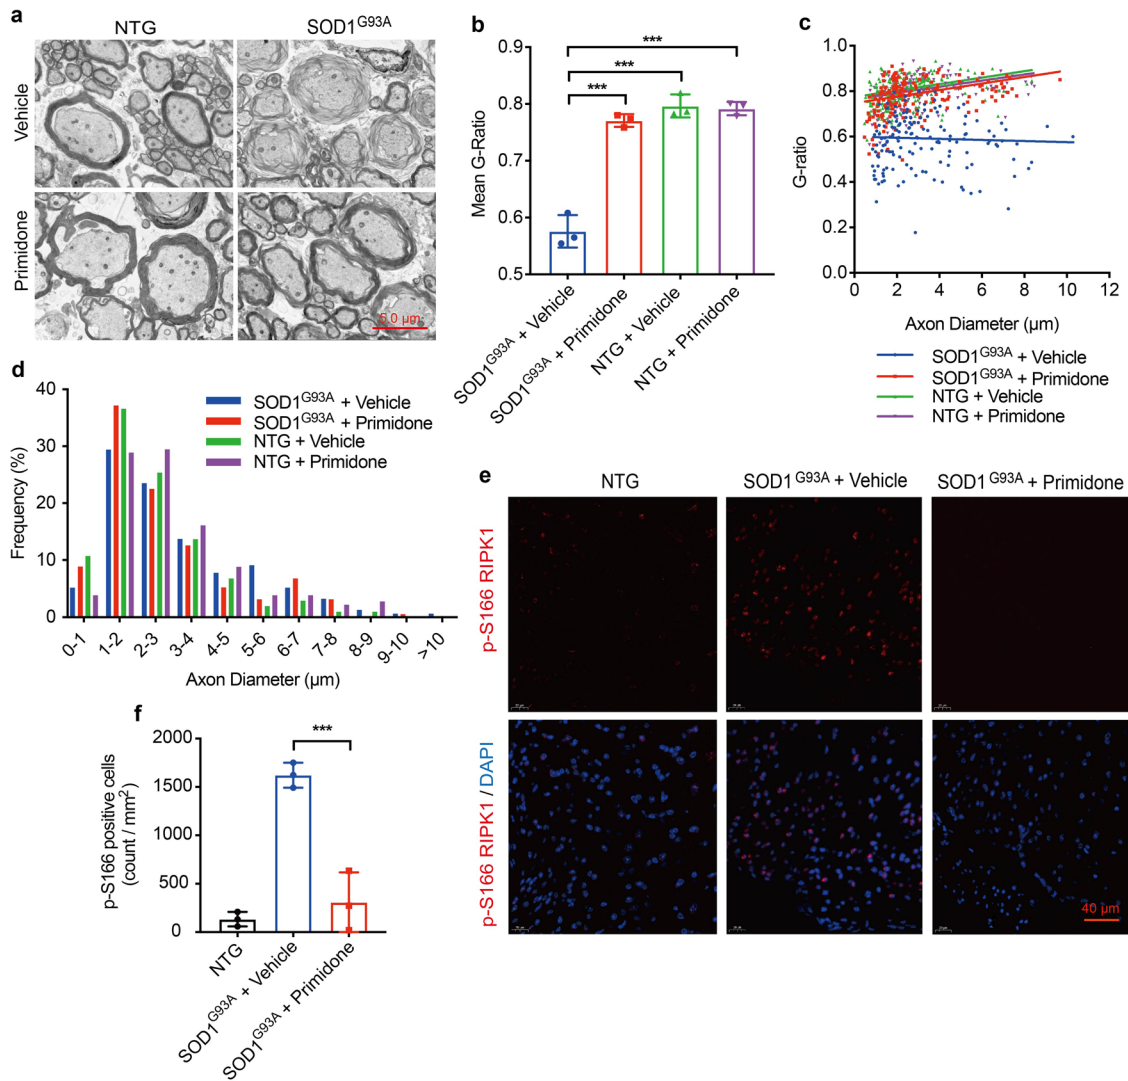 a
NTG
SOD1G93A
Vehicle
Primidone
5.0 µm
b
Mean G-Ratio
0.9
0.8
0.7
0.6
0.5
***
***
***
SOD1G93A + Vehicle
SOD1G93A + Primidone
NTG + Vehicle
NTG + Primidone
c
G-ratio
1.0
0.8
0.6
0.4
0.2
0.0
0 2 4 6 8 10 12
Axon Diameter (µm)
SOD1G93A + Vehicle
SOD1G93A + Primidone
NTG + Vehicle
NTG + Primidone
d
Frequency (%)
40
30
20
10
0
SOD1G93A + Vehicle
SOD1G93A + Primidone
NTG + Vehicle
NTG + Primidone
0-1 1-2 2-3 3-4 4-5 5-6 6-7 7-8 8-9 9-10 >10
Axon Diameter (µm)
e
NTG
SOD1 G93A + Vehicle
SOD1 G93A + Primidone
p-S166 RIPK1
p-S166 RIPK1 / DAPI
40 µm
f
p-S166 positive cells
(count / mm2)
2000
1500
1000
500
0
***
NTG
SOD1G93A + Vehicle
SOD1G93A + Primidone